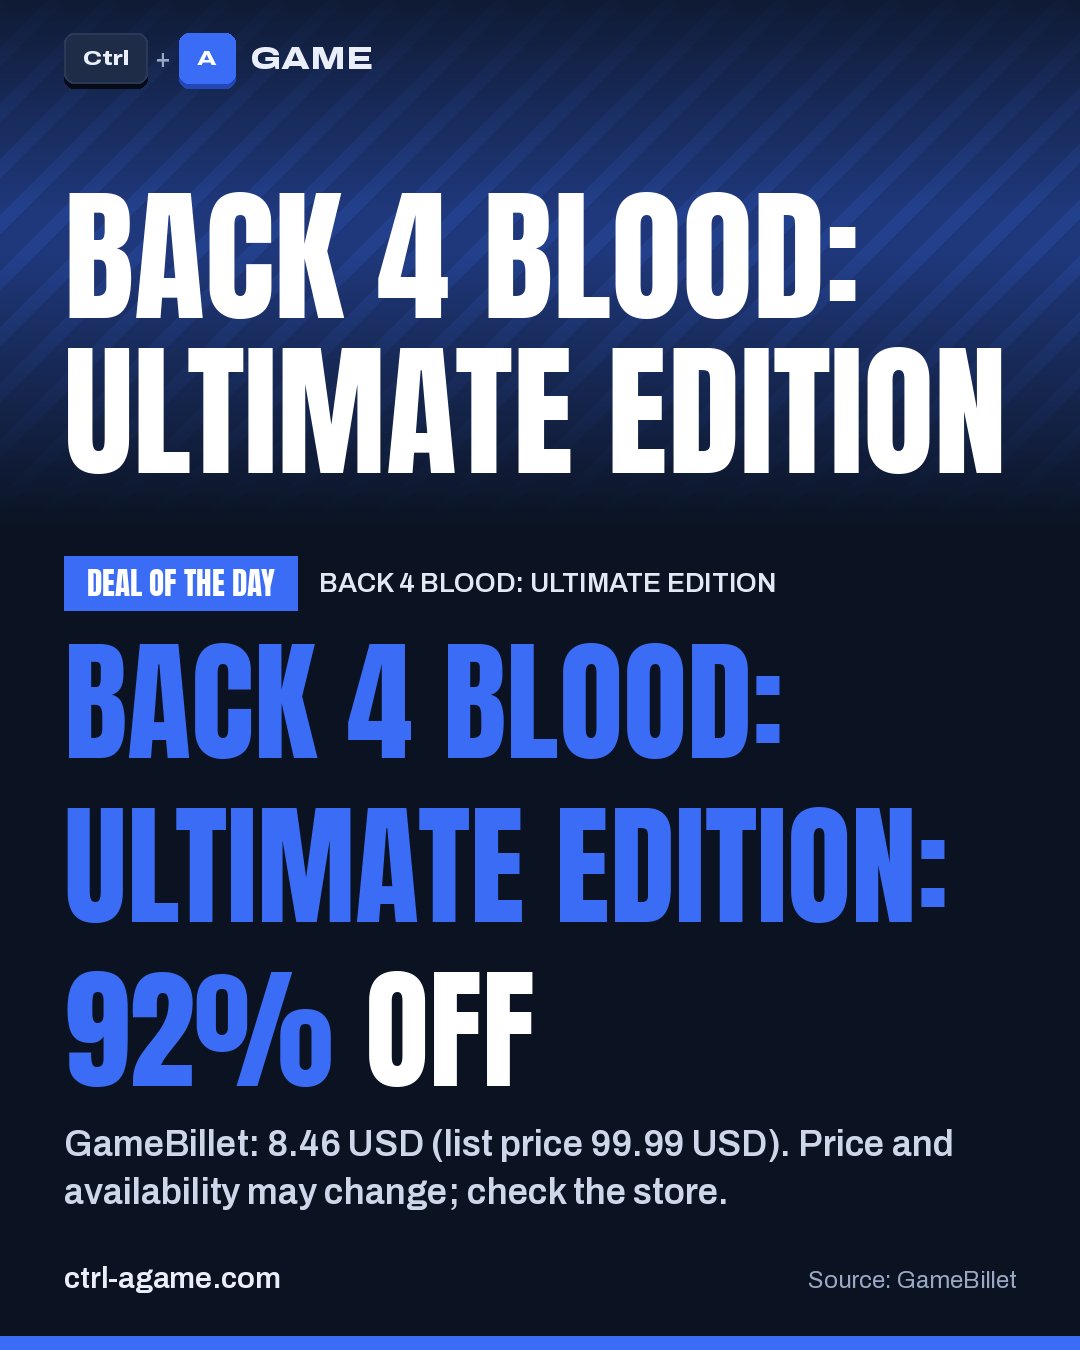 Ctrl + A GAME
BACK 4 BLOOD:
ULTIMATE EDITION
DEAL OF THE DAY BACK 4 BLOOD: ULTIMATE EDITION
BACK 4 BLOOD:
ULTIMATE EDITION:
92% OFF
GameBillet: 8.46 USD (list price 99.99 USD). Price and
availability may change; check the store.
ctrl-agame.com Source: GameBillet